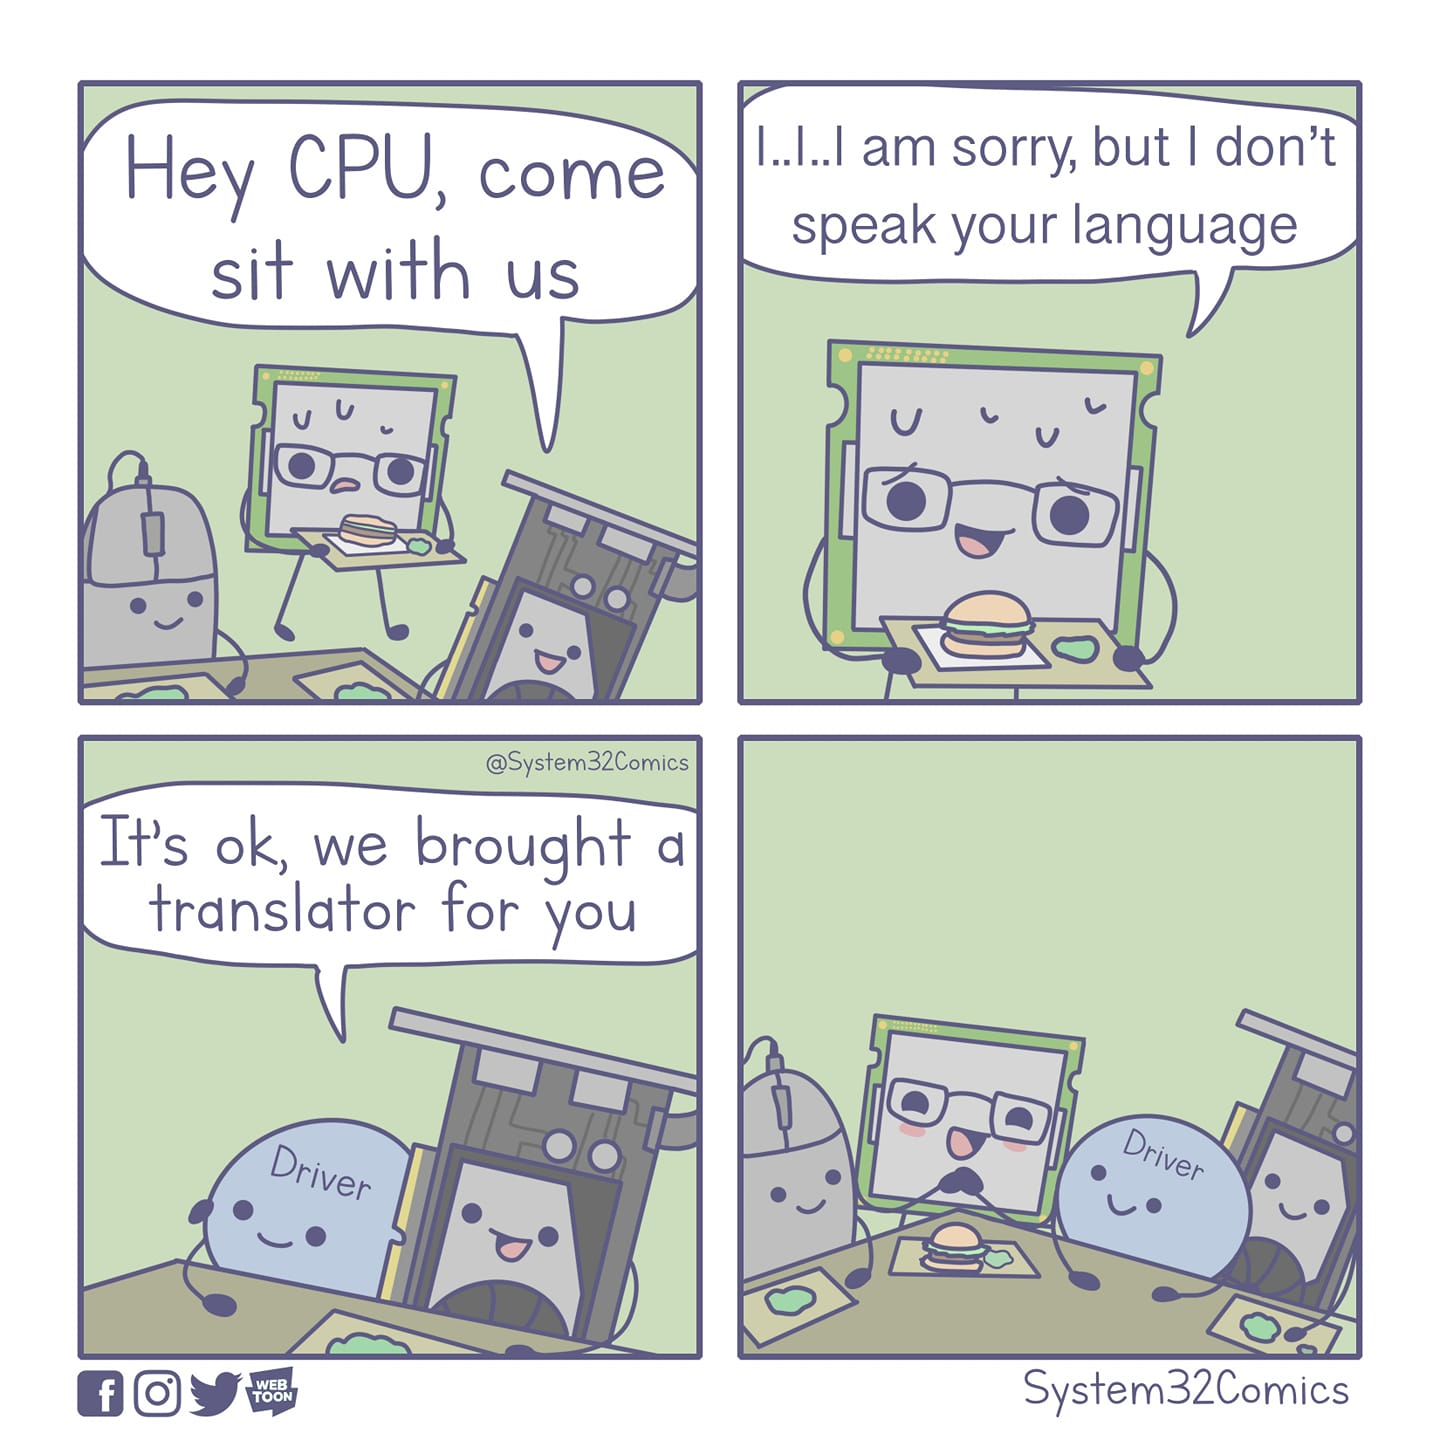 Hey CPU, come
sit with us
I..I..I am sorry, but I don't
speak your language
@System32Comics
It's ok, we brought a
translator for you
Driver
Driver
WEB
TOON
System32Comics